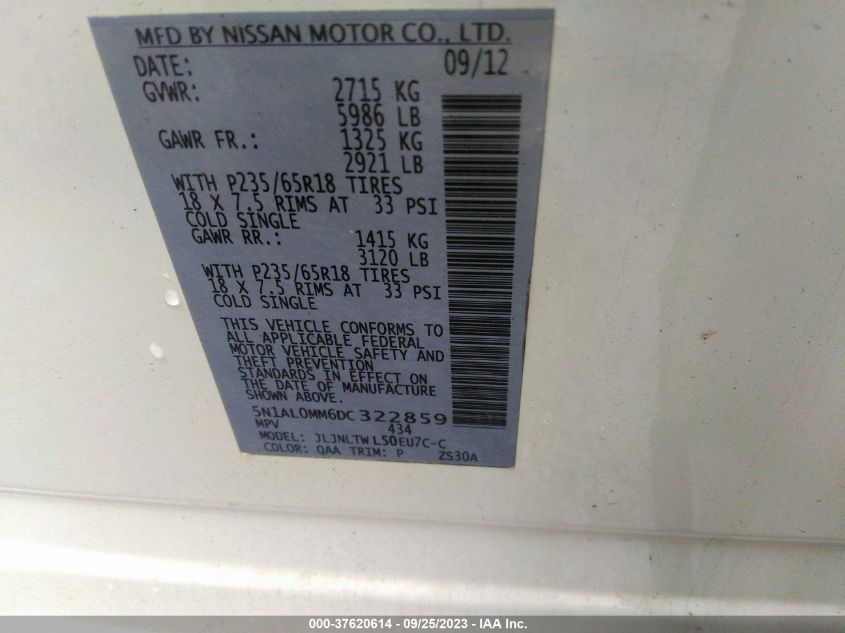 MFD BY NISSAN MOTOR CO., LTD.
DATE: 09/12
GVWR: 2715 KG
5986 LB
GAWR FR.: 1325 KG
2921 LB
WITH P235/65R18 TIRES
18 X 7.5 RIMS AT 33 PSI
COLD SINGLE
GAWR RR.: 1415 KG
3120 LB
WITH P235/65R18 TIRES
18 X 7.5 RIMS AT 33 PSI
COLD SINGLE
THIS VEHICLE CONFORMS TO
ALL APPLICABLE FEDERAL
MOTOR VEHICLE SAFETY AND
THEFT PREVENTION
STANDARDS IN EFFECT ON
THE DATE OF MANUFACTURE
SHOWN ABOVE.
5N1AL0MM6DC322859
MPV 434
MODEL: JLJNLTWL50EU7C-C
COLOR: QAA TRIM: P ZS30A
000-37620614 - 09/25/2023 - IAA Inc.